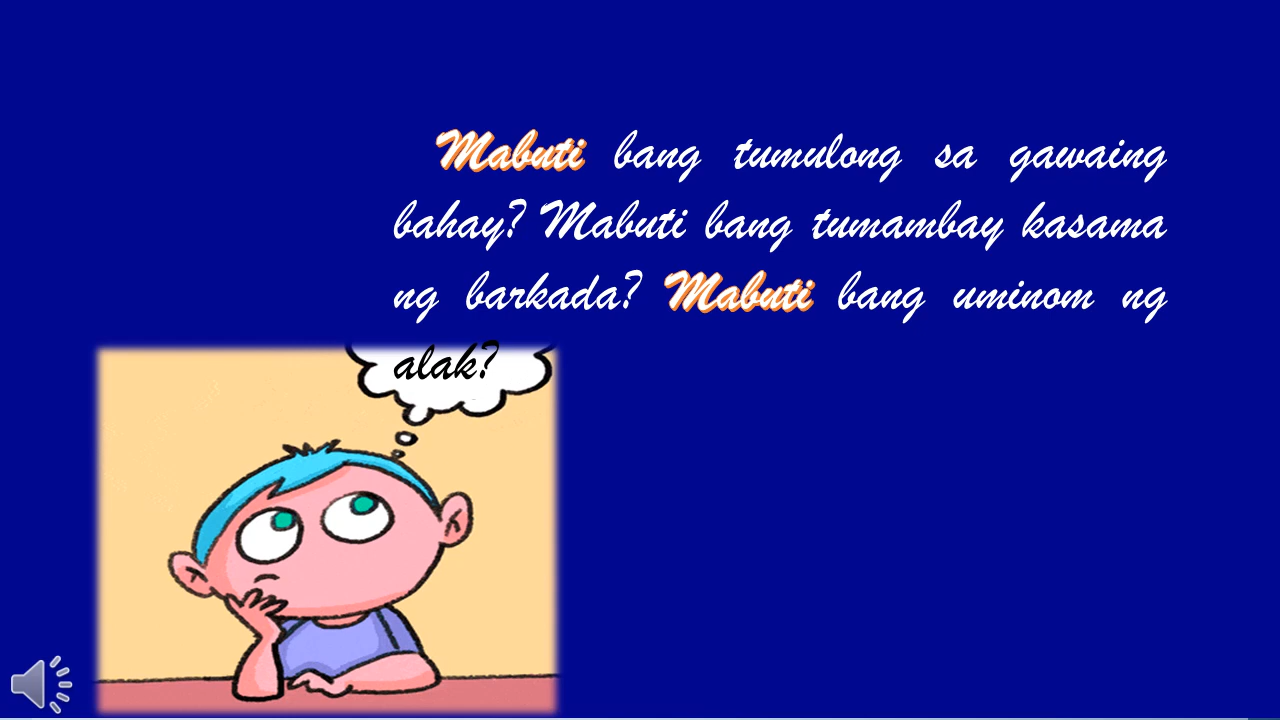 Mabuti bang tumulong sa gawaing
bahay? Mabuti bang tumambay kasama
ng barkada? Mabuti bang uminom ng
alak?